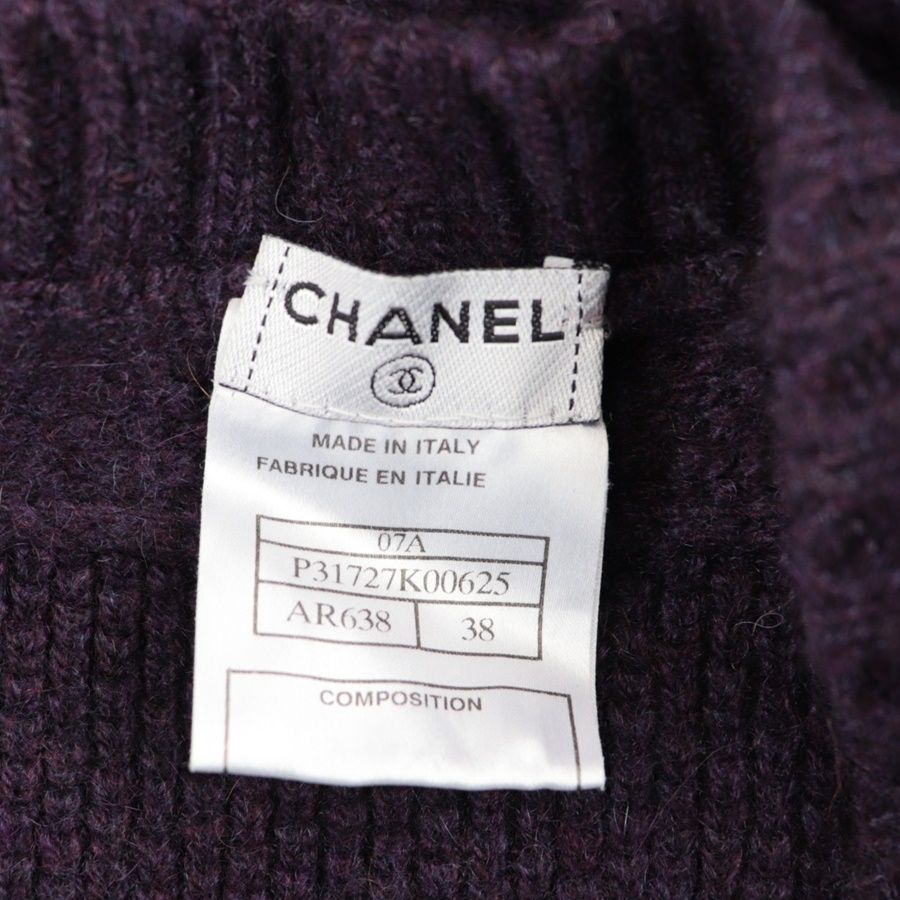 CHANEL
MADE IN ITALY
FABRIQUE EN ITALIE
07A
P31727K00625
AR638 38
COMPOSITION